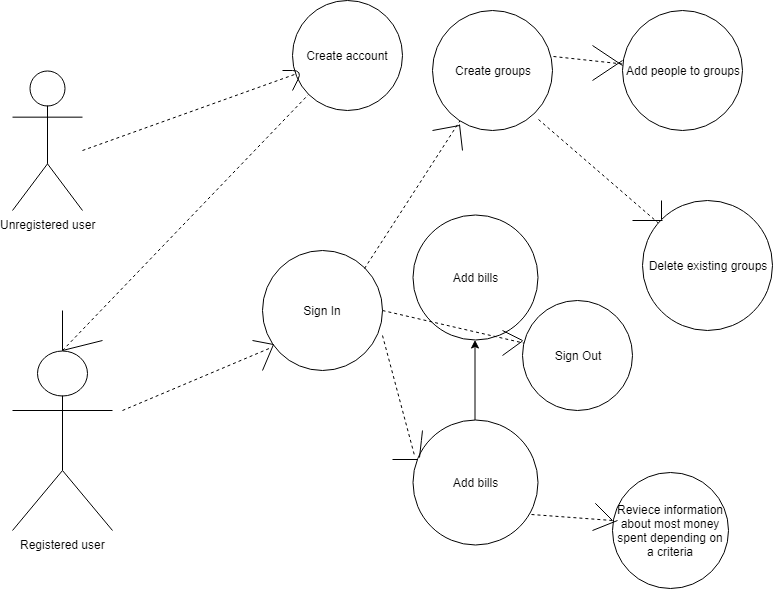 Create account
Create groups
Add people to groups
Unregistered user
Add bills
Delete existing groups
Sign In
Sign Out
Add bills
Reviece information
about most money
spent depending on
a criteria
Registered user